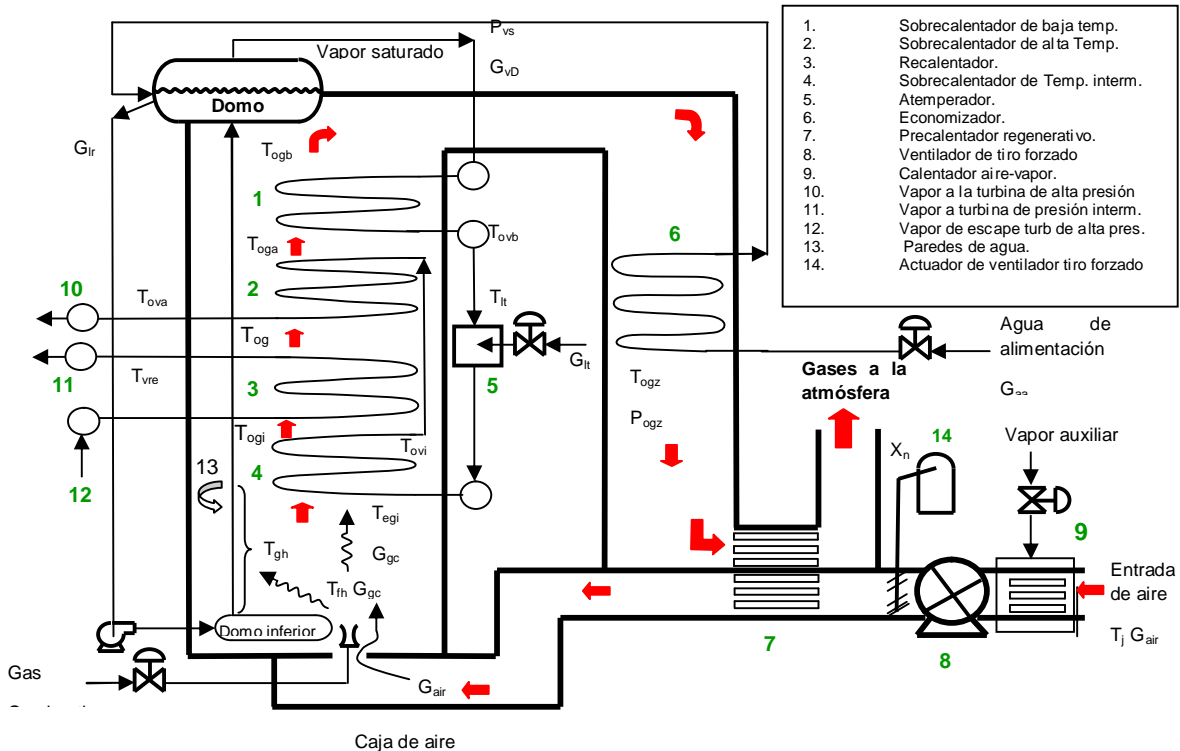 1. Sobrecalentador de baja temp.
2. Sobrecalentador de alta Temp.
3. Recalentador.
4. Sobrecalentador de Temp. interm.
5. Atemperador.
6. Economizador.
7. Precalentador regenerativo.
8. Ventilador de tiro forzado
9. Calentador aire-vapor.
10. Vapor a la turbina de alta presión
11. Vapor a turbina de presión interm.
12. Vapor de escape turb de alta pres.
13. Paredes de agua.
14. Actuador de ventilador tiro forzado
Pvs
Vapor saturado
GvD
Domo
Glr
Togb
1
Tovb
6
Toga
2
10
Tova
Tlt
Tog
Glt
5
11
Tvre
3
Togi
Tovi
4
12
13
Tegi
Ggc
Tgh
Tfh Ggc
Domo inferior
Gas
Gair
Caja de aire
Togz
Pogz
Gases a la
atmósfera
Agua de
alimentación
Gaa
Xn
14
Vapor auxiliar
9
Entrada
de aire
Tj Gair
7
8